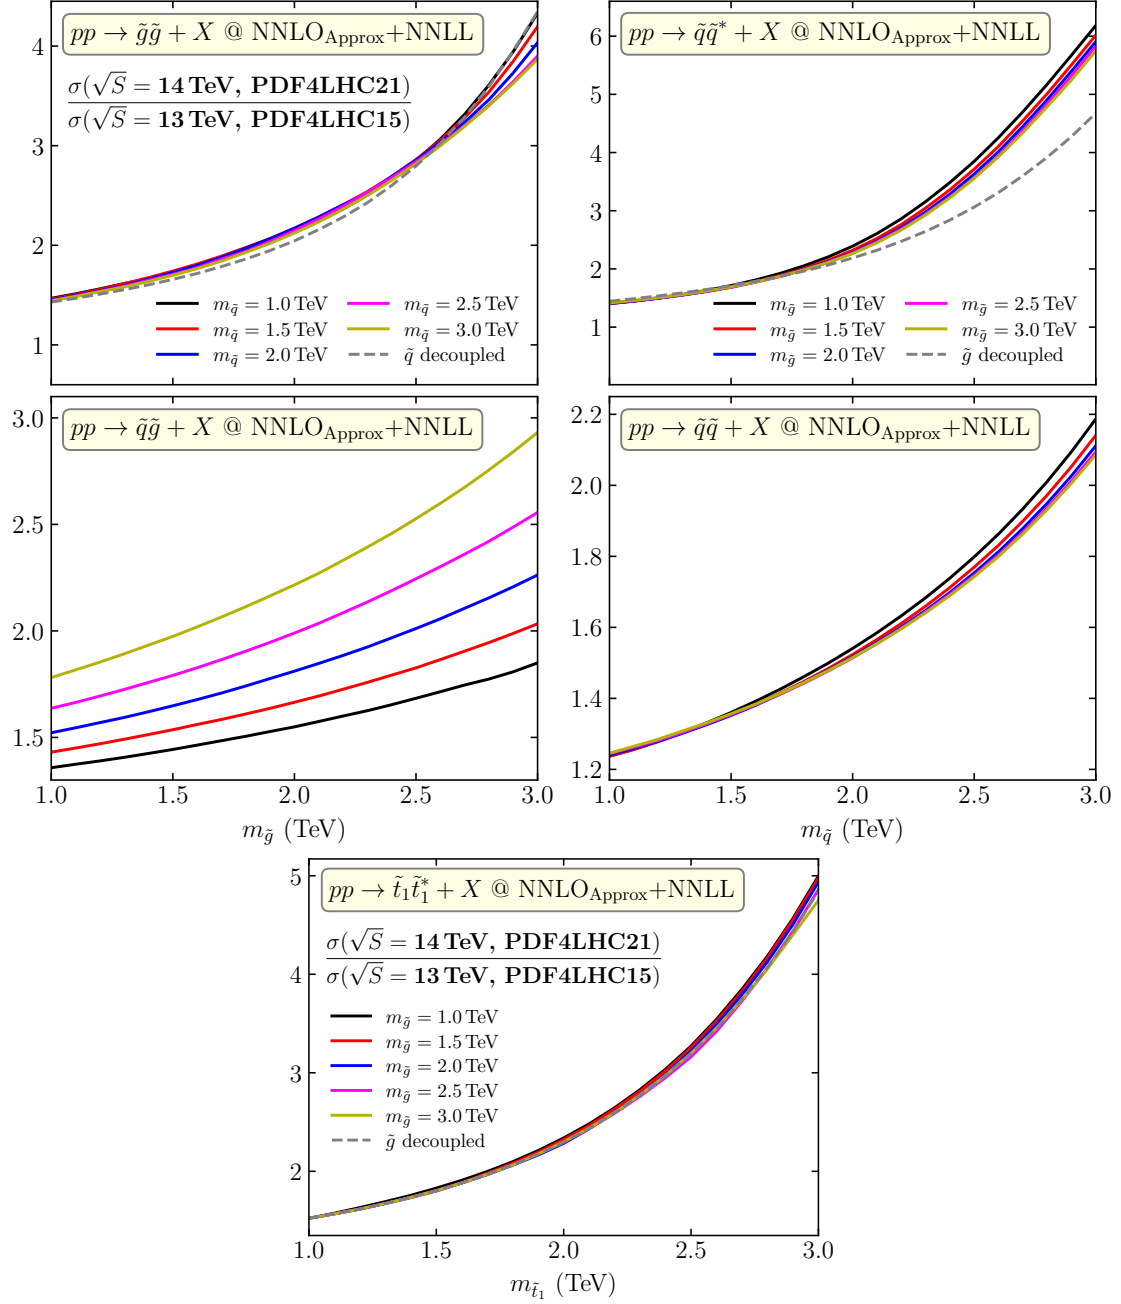 pp → g̃g̃ + X @ NNLO_Approx+NNLL
σ(√S = 14 TeV, PDF4LHC21)
σ(√S = 13 TeV, PDF4LHC15)
4
3
2
1
m_q̃ = 1.0 TeV
m_q̃ = 1.5 TeV
m_q̃ = 2.0 TeV
m_q̃ = 2.5 TeV
m_q̃ = 3.0 TeV
q̃ decoupled
pp → q̃q̃* + X @ NNLO_Approx+NNLL
6
5
4
3
2
1
m_g̃ = 1.0 TeV
m_g̃ = 1.5 TeV
m_g̃ = 2.0 TeV
m_g̃ = 2.5 TeV
m_g̃ = 3.0 TeV
g̃ decoupled
pp → q̃g̃ + X @ NNLO_Approx+NNLL
3.0
2.5
2.0
1.5
1.0 1.5 2.0 2.5 3.0
m_g̃ (TeV)
pp → q̃q̃ + X @ NNLO_Approx+NNLL
2.2
2.0
1.8
1.6
1.4
1.2
1.0 1.5 2.0 2.5 3.0
m_q̃ (TeV)
pp → t̃₁t̃₁* + X @ NNLO_Approx+NNLL
σ(√S = 14 TeV, PDF4LHC21)
σ(√S = 13 TeV, PDF4LHC15)
5
4
3
2
m_g̃ = 1.0 TeV
m_g̃ = 1.5 TeV
m_g̃ = 2.0 TeV
m_g̃ = 2.5 TeV
m_g̃ = 3.0 TeV
g̃ decoupled
1.0 1.5 2.0 2.5 3.0
m_t̃₁ (TeV)